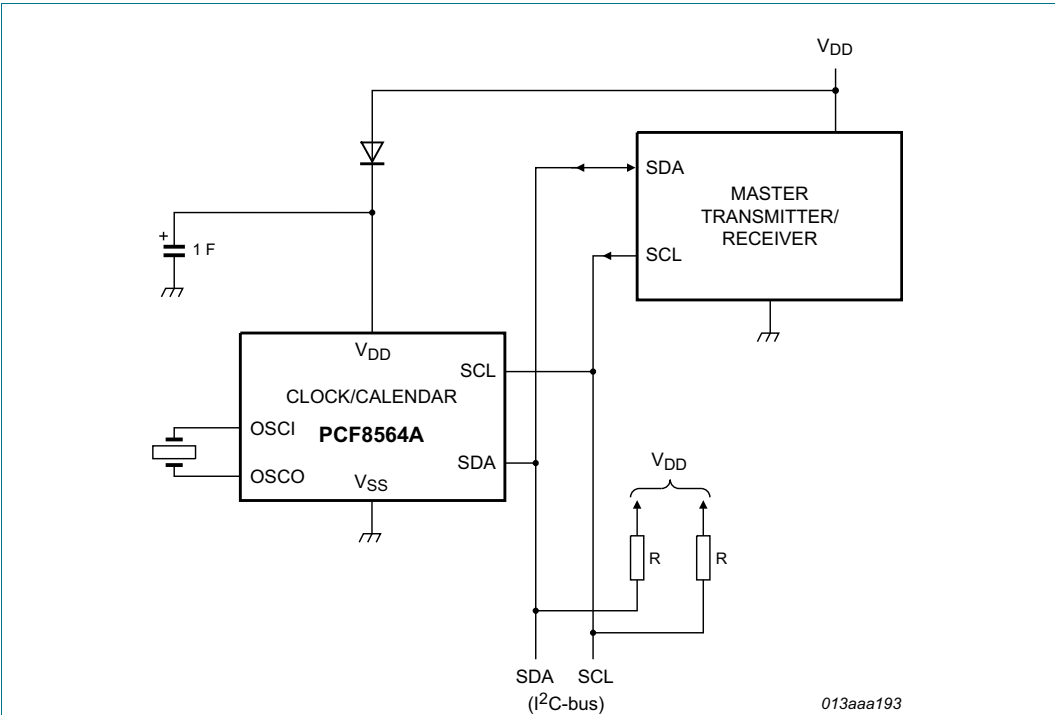 VDD
SDA
MASTER
TRANSMITTER/
RECEIVER
SCL
+
1 F
VDD
SCL
CLOCK/CALENDAR
OSCI
PCF8564A
SDA
OSCO
VSS
VDD
R
R
SDA
SCL
(I2C-bus)
013aaa193